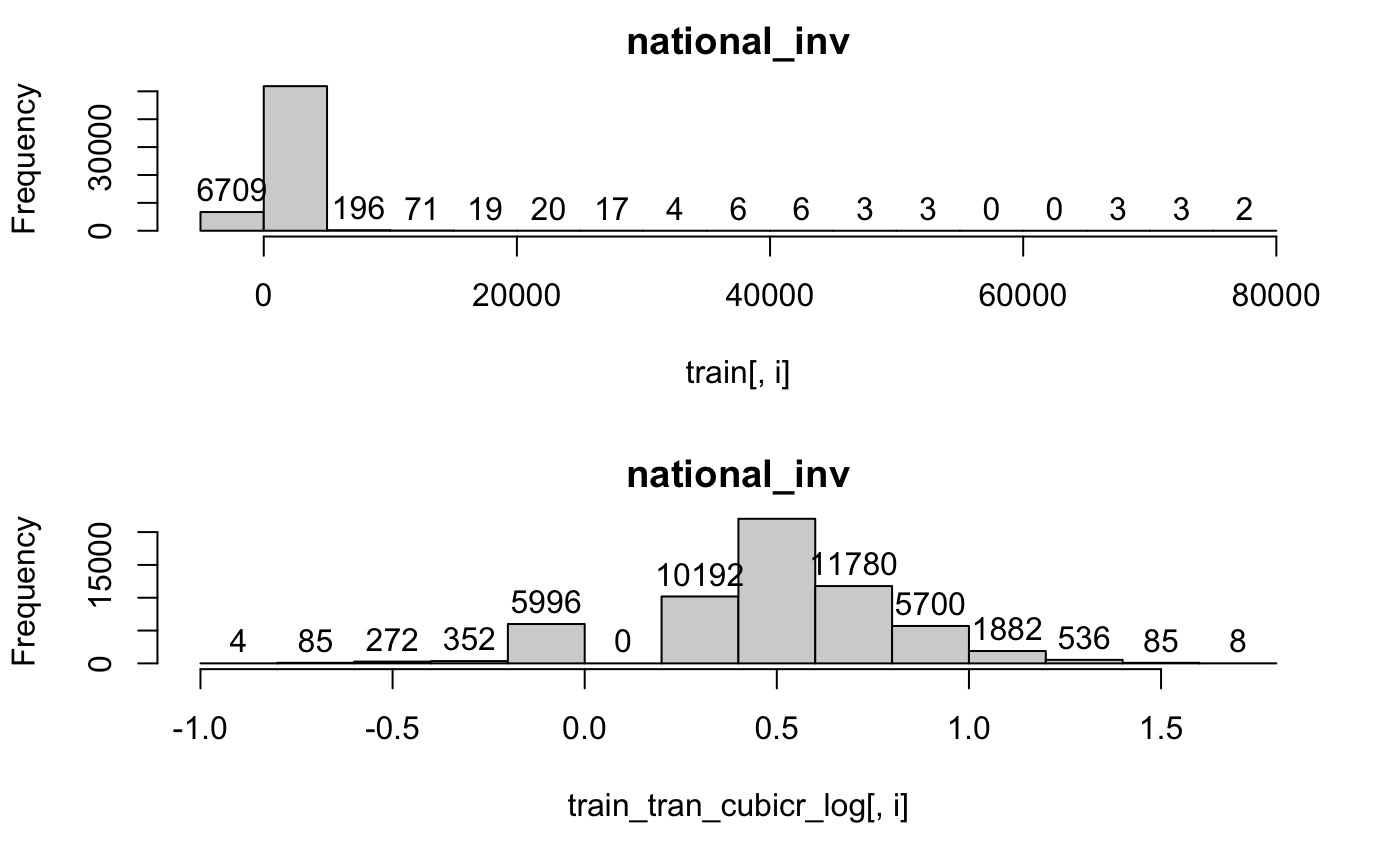 national_inv
Frequency
0 30000
6709 196 71 19 20 17 4 6 6 3 3 0 0 3 3 2
0 20000 40000 60000 80000
train[, i]
national_inv
Frequency
0 15000
4 85 272 352 5996 0 10192 11780 5700 1882 536 85 8
-1.0 -0.5 0.0 0.5 1.0 1.5
train_tran_cubicr_log[, i]